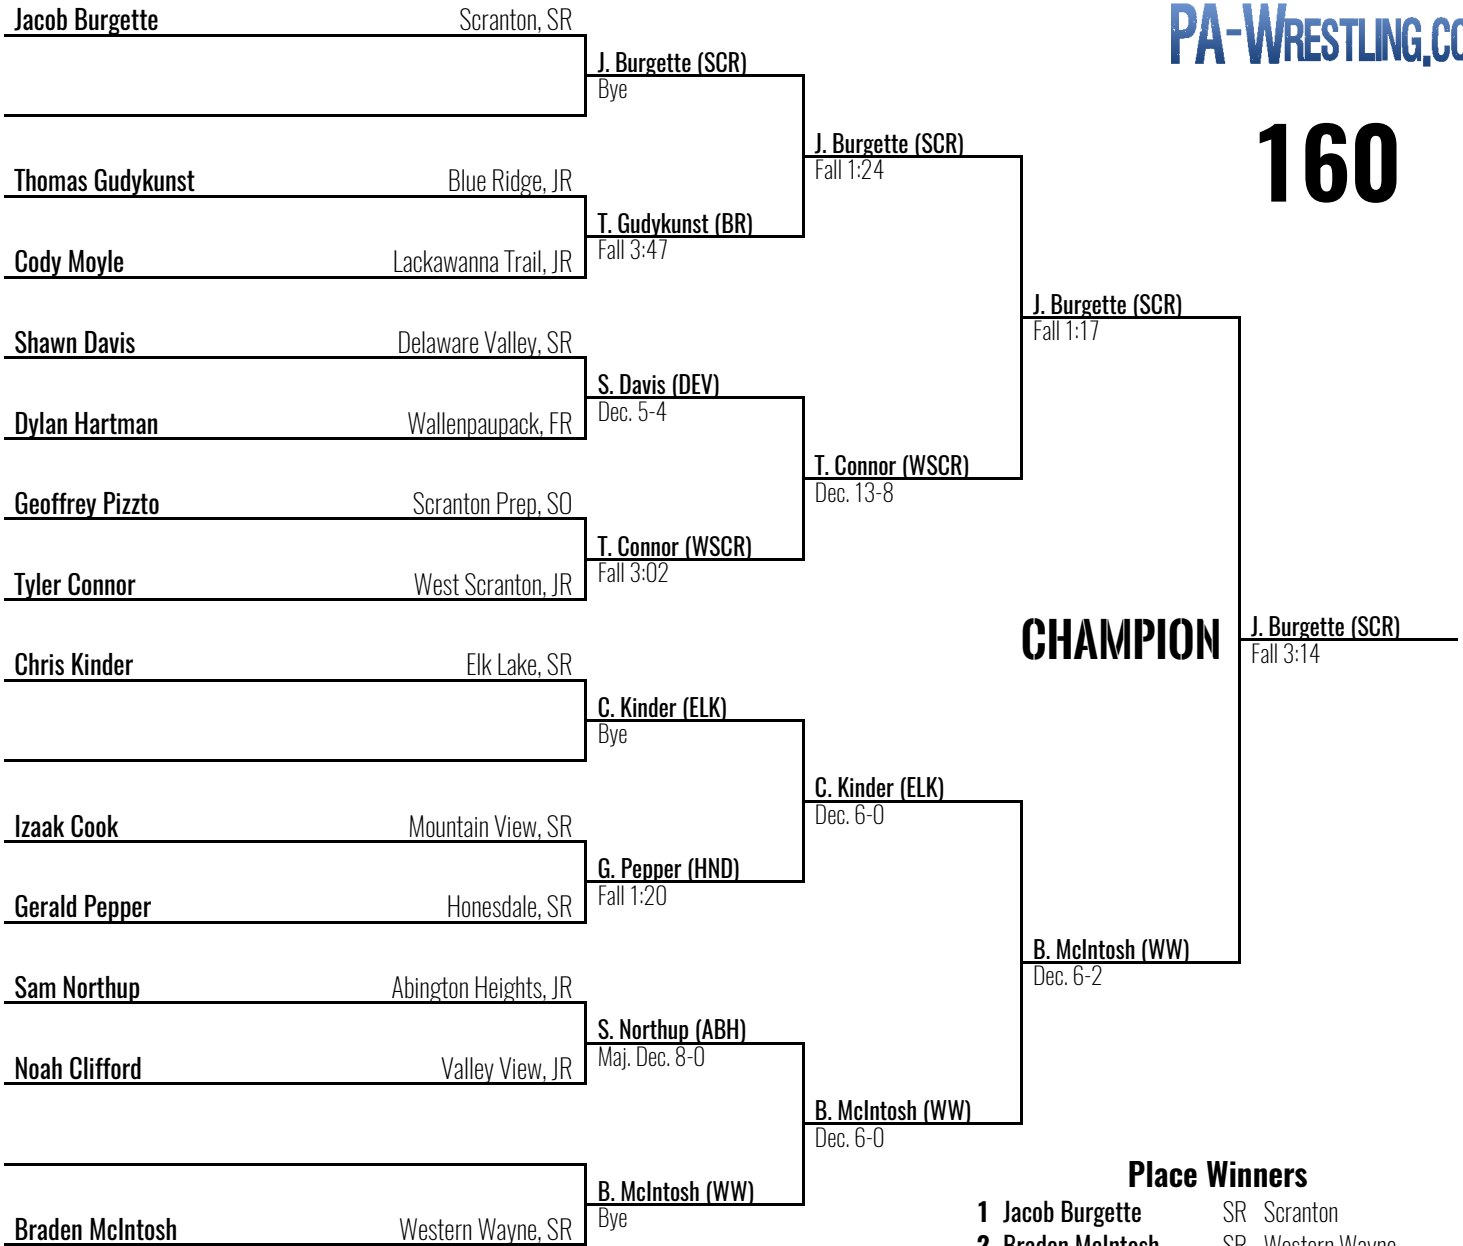 Jacob Burgette Scranton, SR
PA-WRESTLING.CO
J. Burgette (SCR)
Bye
160
J. Burgette (SCR)
Fall 1:24
Thomas Gudykunst Blue Ridge, JR
T. Gudykunst (BR)
Fall 3:47
Cody Moyle Lackawanna Trail, JR
J. Burgette (SCR)
Fall 1:17
Shawn Davis Delaware Valley, SR
S. Davis (DEV)
Dec. 5-4
Dylan Hartman Wallenpaupack, FR
T. Connor (WSCR)
Dec. 13-8
Geoffrey Pizzto Scranton Prep, SO
T. Connor (WSCR)
Fall 3:02
Tyler Connor West Scranton, JR
CHAMPION
J. Burgette (SCR)
Fall 3:14
Chris Kinder Elk Lake, SR
C. Kinder (ELK)
Bye
C. Kinder (ELK)
Dec. 6-0
Izaak Cook Mountain View, SR
G. Pepper (HND)
Fall 1:20
Gerald Pepper Honesdale, SR
B. McIntosh (WW)
Dec. 6-2
Sam Northup Abington Heights, JR
S. Northup (ABH)
Maj. Dec. 8-0
Noah Clifford Valley View, JR
B. McIntosh (WW)
Dec. 6-0
B. McIntosh (WW)
Bye
Braden McIntosh Western Wayne, SR
Place Winners
1 Jacob Burgette SR Scranton
2 Braden McIntosh SR Western Wayne